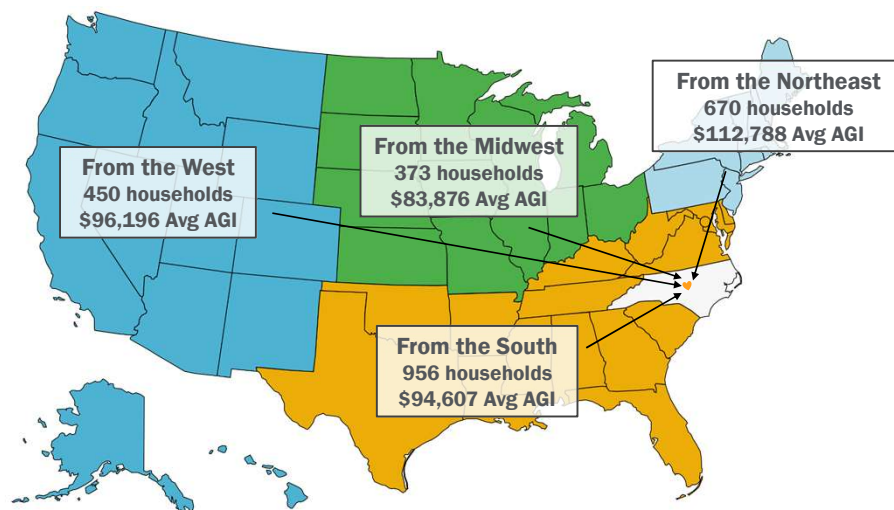 From the Northeast
670 households
$112,788 Avg AGI
From the Midwest
373 households
$83,876 Avg AGI
From the West
450 households
$96,196 Avg AGI
From the South
956 households
$94,607 Avg AGI